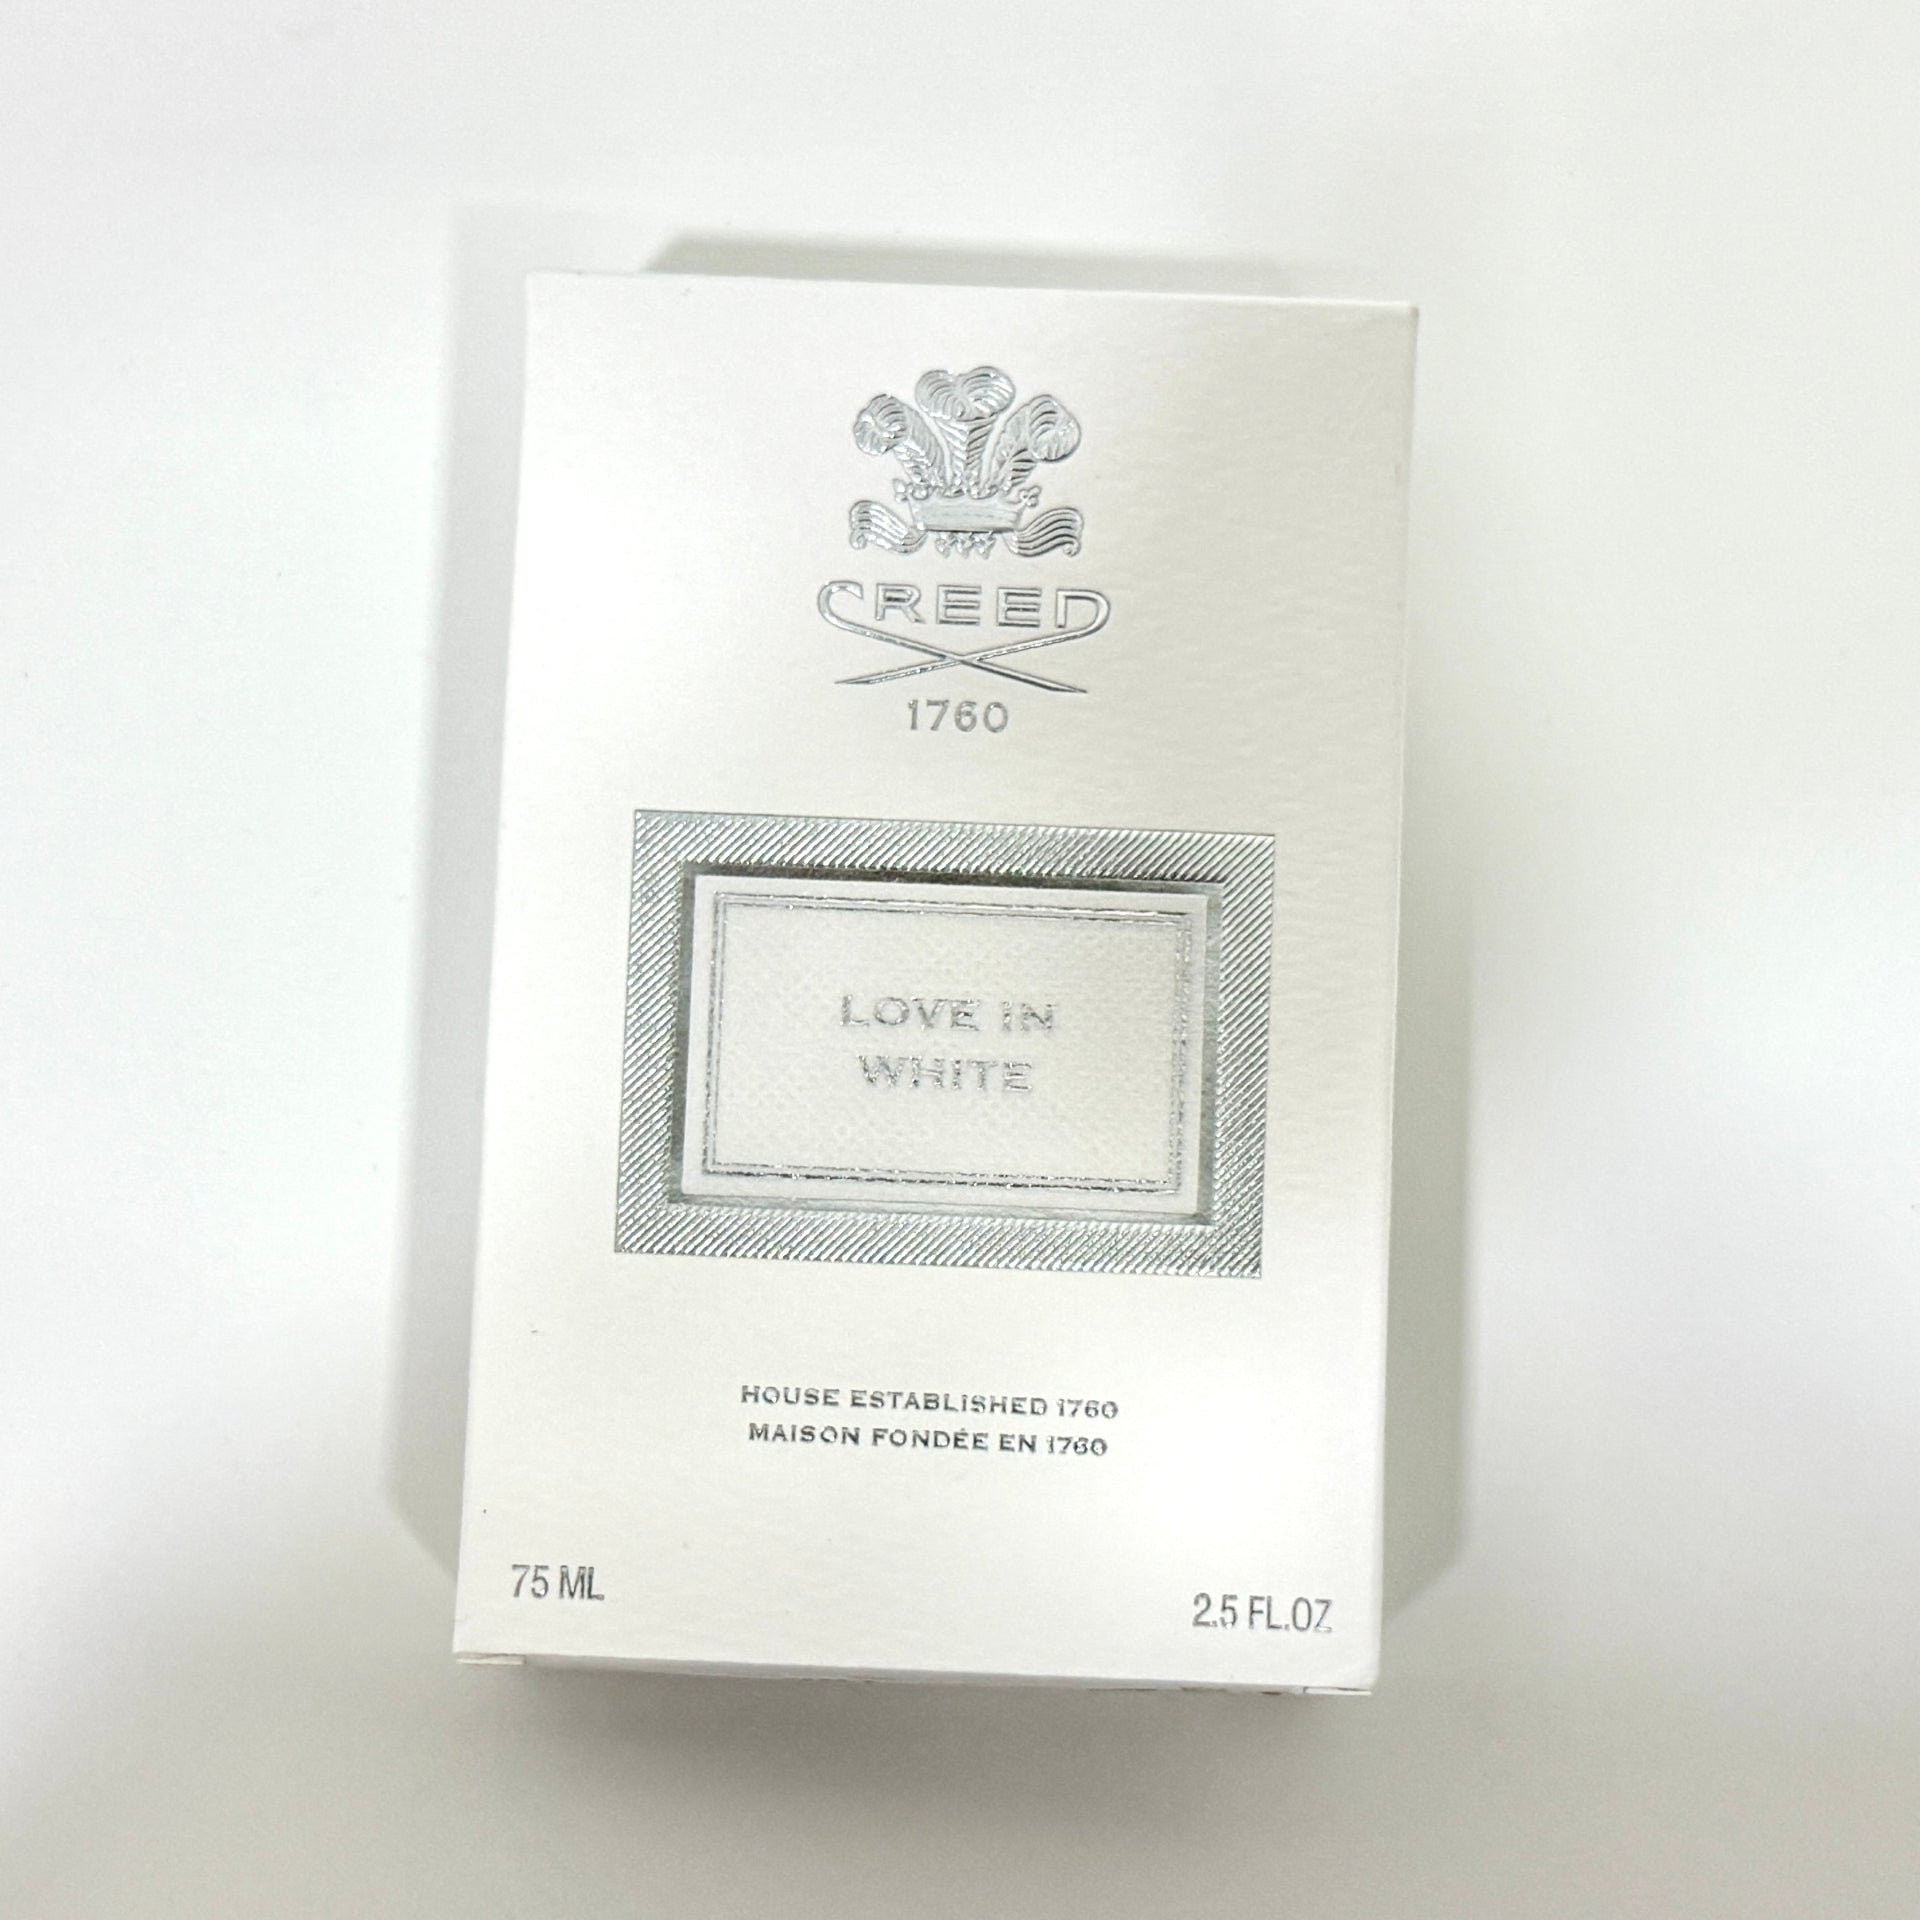 CREED
1760
LOVE IN
WHITE
HOUSE ESTABLISHED 1760
MAISON FONDÉE EN 1760
75 ML
2.5 FL.OZ